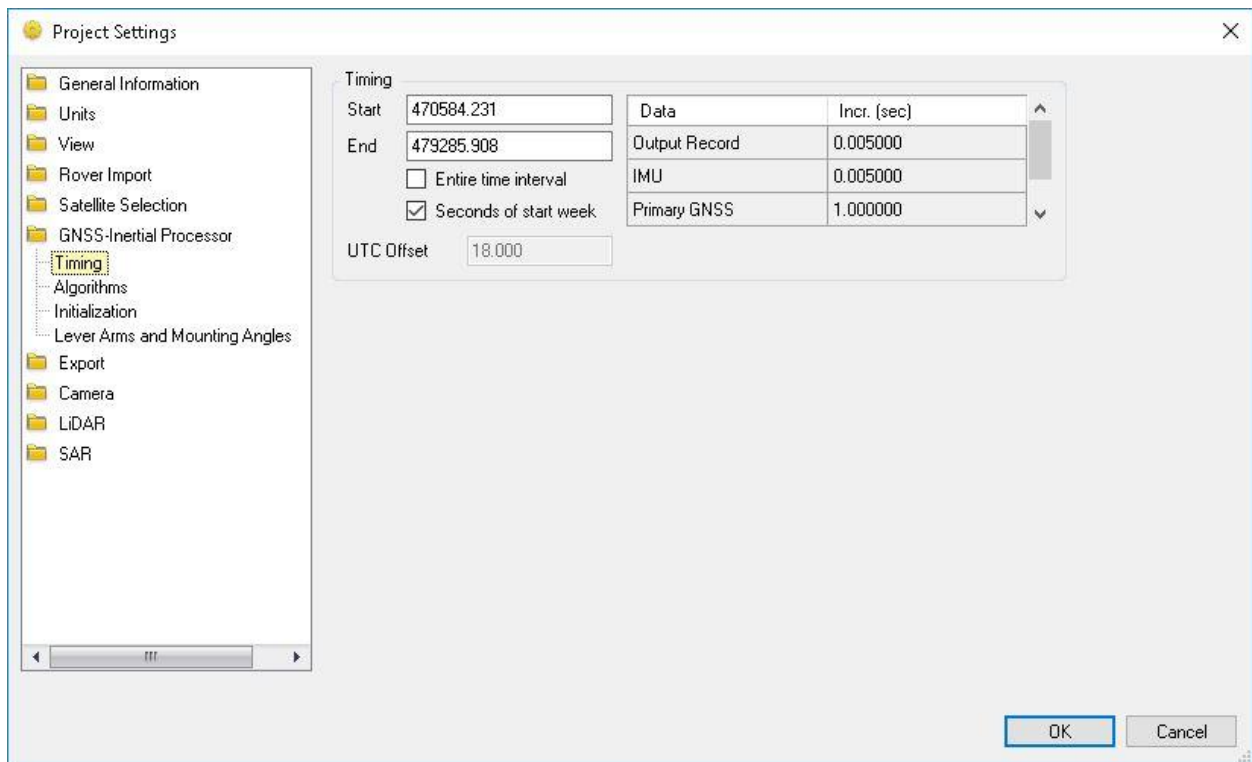 Project Settings
General Information
Units
View
Rover Import
Satellite Selection
GNSS-Inertial Processor
Timing
Algorithms
Initialization
Lever Arms and Mounting Angles
Export
Camera
LiDAR
SAR
Timing
Start 470584.231
End 479285.908
Entire time interval
Seconds of start week
UTC Offset 18.000
Data Incr. (sec)
Output Record 0.005000
IMU 0.005000
Primary GNSS 1.000000
OK Cancel